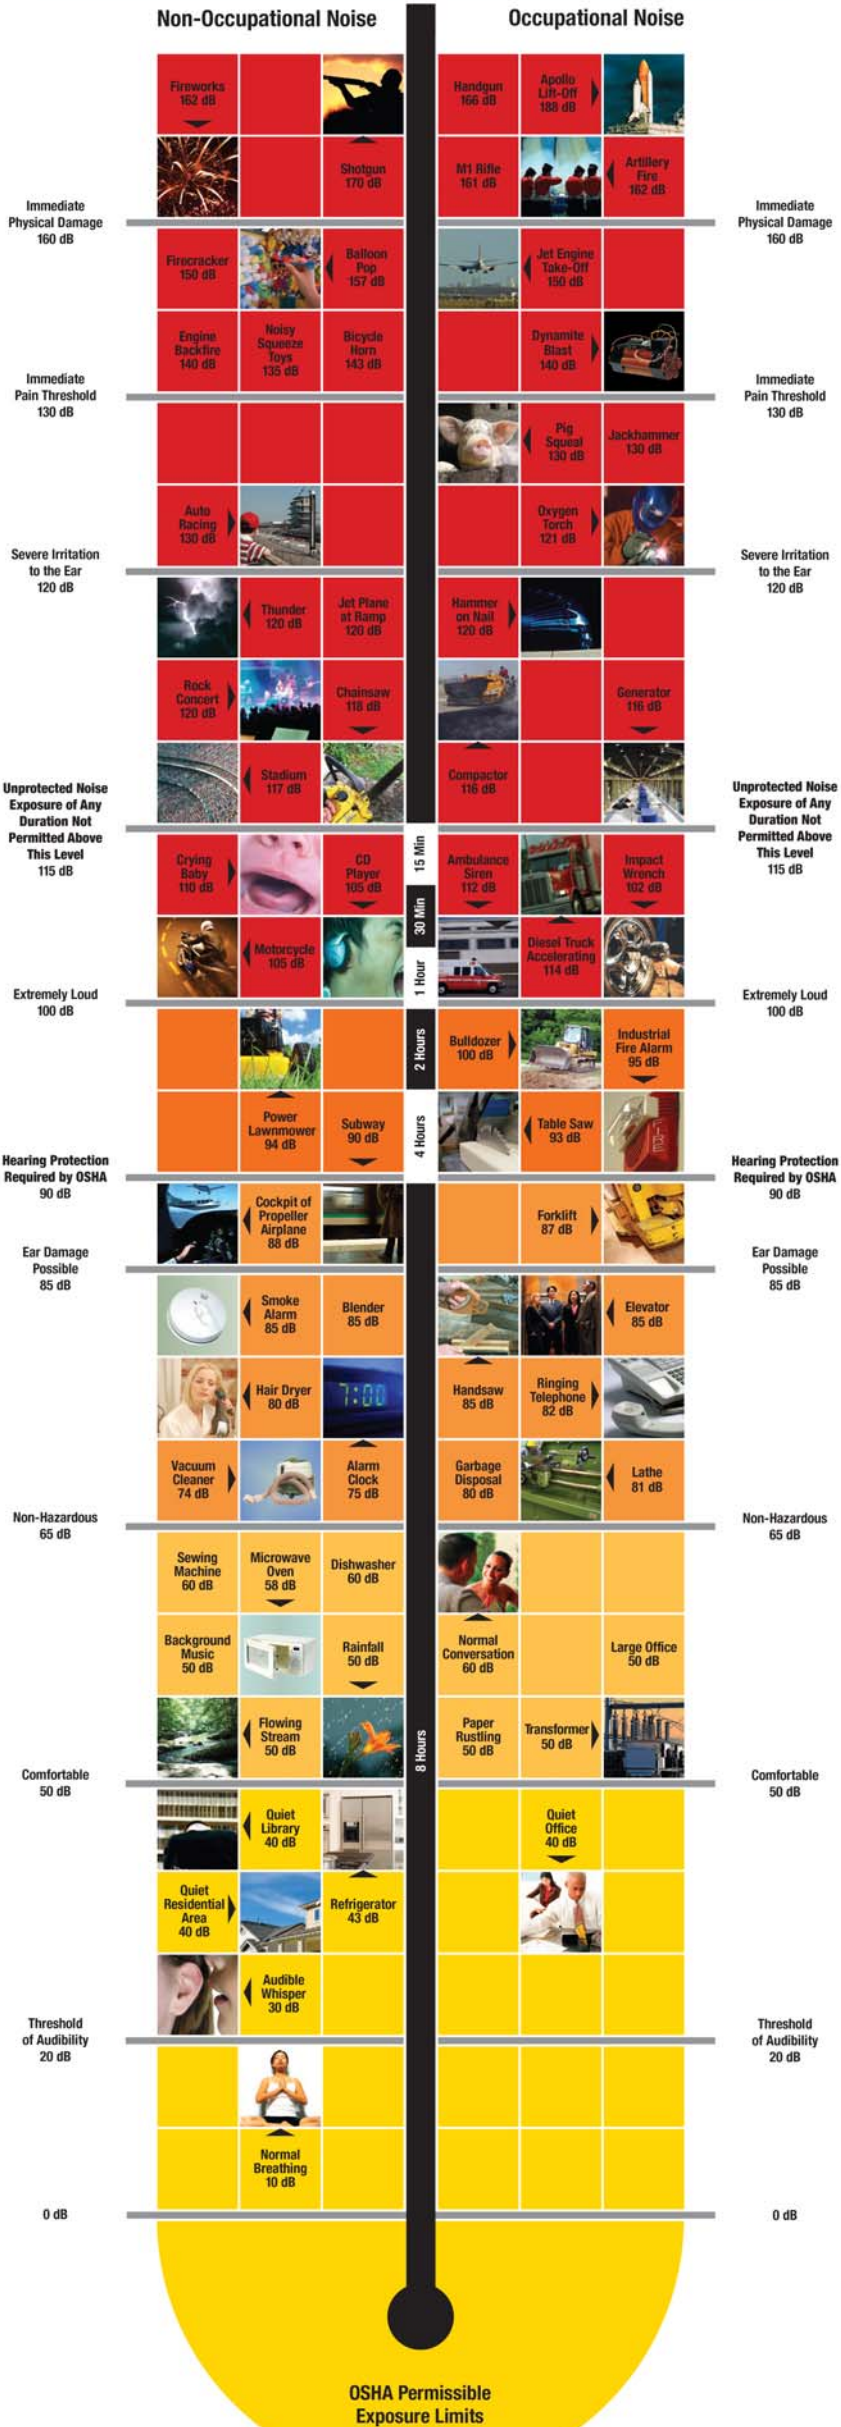 Non-Occupational Noise
Occupational Noise
Fireworks
162 dB
Shotgun
170 dB
Handgun
166 dB
Apollo
Lift-Off
188 dB
M1 Rifle
161 dB
Artillery
Fire
162 dB
Immediate
Physical Damage
160 dB
Immediate
Physical Damage
160 dB
Firecracker
150 dB
Balloon
Pop
157 dB
Jet Engine
Take-Off
150 dB
Engine
Backfire
140 dB
Noisy
Squeeze
Toys
135 dB
Bicycle
Horn
143 dB
Dynamite
Blast
140 dB
Immediate
Pain Threshold
130 dB
Immediate
Pain Threshold
130 dB
Pig
Squeal
130 dB
Jackhammer
130 dB
Auto
Racing
130 dB
Oxygen
Torch
121 dB
Severe Irritation
to the Ear
120 dB
Severe Irritation
to the Ear
120 dB
Thunder
120 dB
Jet Plane
at Ramp
120 dB
Hammer
on Nail
120 dB
Rock
Concert
120 dB
Chainsaw
118 dB
Generator
116 dB
Stadium
117 dB
Compactor
116 dB
Unprotected Noise
Exposure of Any
Duration Not
Permitted Above
This Level
115 dB
Unprotected Noise
Exposure of Any
Duration Not
Permitted Above
This Level
115 dB
Crying
Baby
110 dB
CD
Player
105 dB
15 Min
Ambulance
Siren
112 dB
Impact
Wrench
102 dB
30 Min
Motorcycle
105 dB
1 Hour
Diesel Truck
Accelerating
114 dB
Extremely Loud
100 dB
Extremely Loud
100 dB
2 Hours
Bulldozer
100 dB
Industrial
Fire Alarm
95 dB
Power
Lawnmower
94 dB
Subway
90 dB
4 Hours
Table Saw
93 dB
FIRE
Hearing Protection
Required by OSHA
90 dB
Hearing Protection
Required by OSHA
90 dB
Cockpit of
Propeller
Airplane
88 dB
Forklift
87 dB
Ear Damage
Possible
85 dB
Ear Damage
Possible
85 dB
Smoke
Alarm
85 dB
Blender
85 dB
Elevator
85 dB
Hair Dryer
80 dB
7:00
Handsaw
85 dB
Ringing
Telephone
82 dB
Vacuum
Cleaner
74 dB
Alarm
Clock
75 dB
Garbage
Disposal
80 dB
Lathe
81 dB
Non-Hazardous
65 dB
Non-Hazardous
65 dB
Sewing
Machine
60 dB
Microwave
Oven
58 dB
Dishwasher
60 dB
Background
Music
50 dB
Rainfall
50 dB
Normal
Conversation
60 dB
Large Office
50 dB
Flowing
Stream
50 dB
8 Hours
Paper
Rustling
50 dB
Transformer
50 dB
Comfortable
50 dB
Comfortable
50 dB
Quiet
Library
40 dB
Quiet
Office
40 dB
Quiet
Residential
Area
40 dB
Refrigerator
43 dB
Audible
Whisper
30 dB
Threshold
of Audibility
20 dB
Threshold
of Audibility
20 dB
Normal
Breathing
10 dB
0 dB
0 dB
OSHA Permissible
Exposure Limits